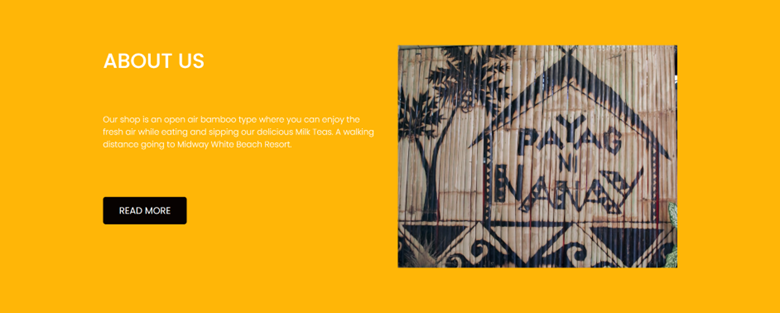 ABOUT US
Our shop is an open air bamboo type where you can enjoy the
fresh air while eating and sipping our delicious Milk Teas. A walking
distance going to Midway White Beach Resort.
READ MORE
PAYAG
NI
NANAY